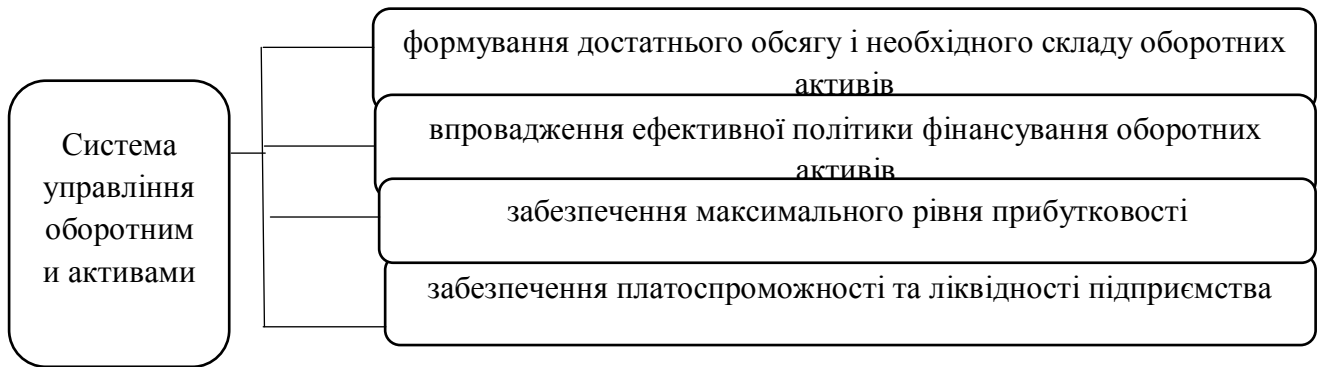 Система
управління
оборотним
и активами
формування достатнього обсягу і необхідного складу оборотних
активів
впровадження ефективної політики фінансування оборотних
активів
забезпечення максимального рівня прибутковості
забезпечення платоспроможності та ліквідності підприємства